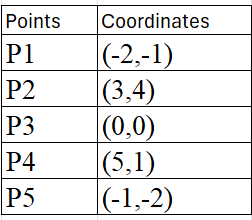 Points Coordinates
P1 (-2,-1)
P2 (3,4)
P3 (0,0)
P4 (5,1)
P5 (-1,-2)